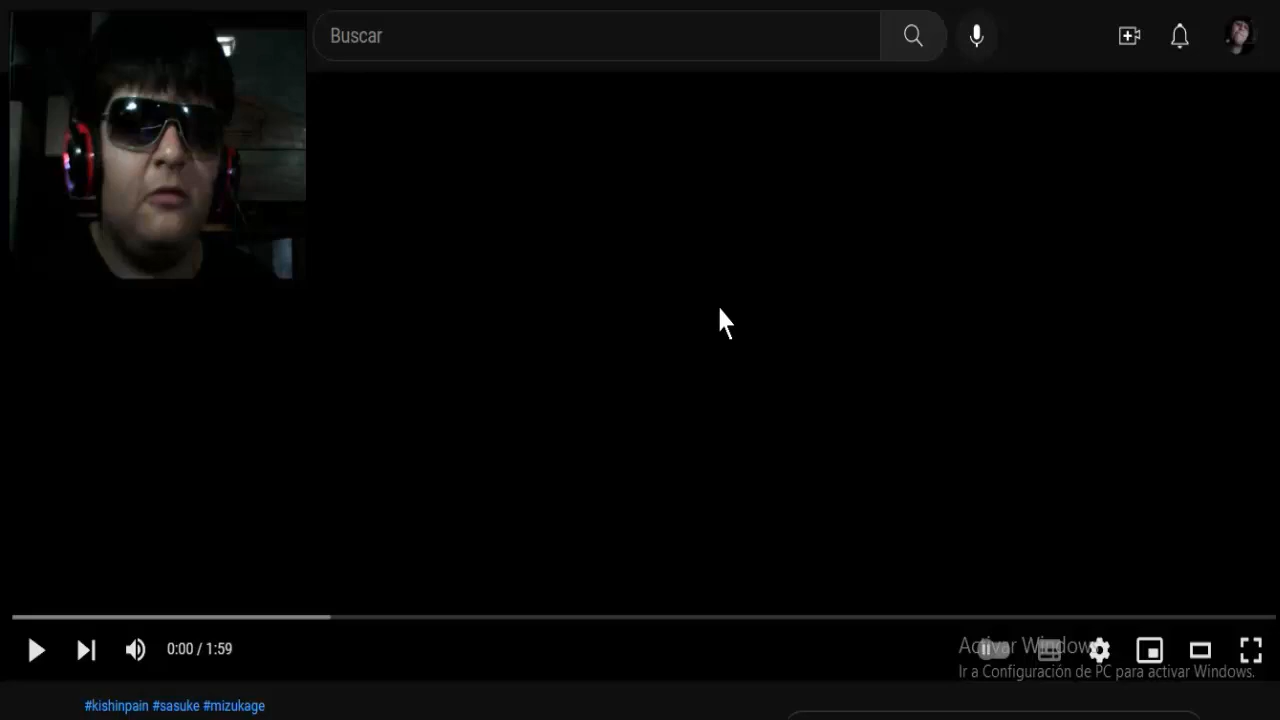 Buscar
0:00 / 1:59
Activar Windows
Ir a Configuración de PC para activar Windows.
#kishinpain #sasuke #mizukage